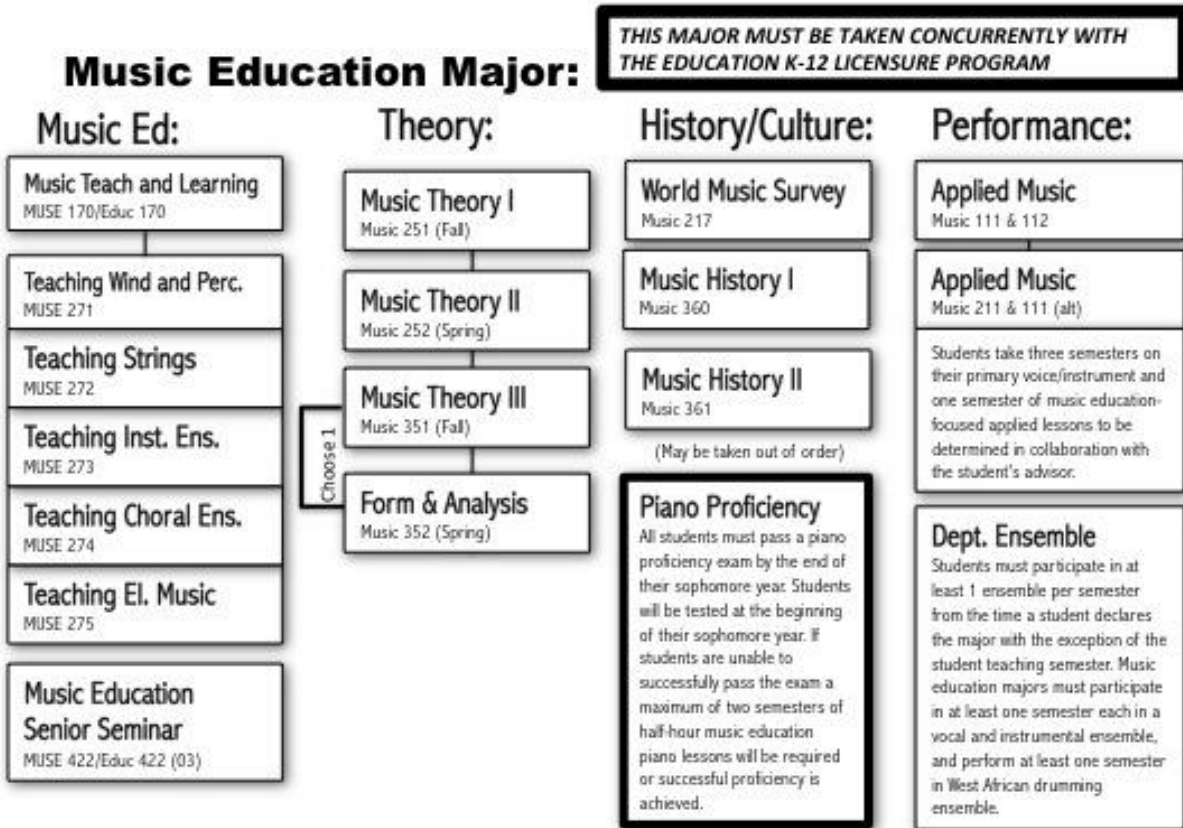 THIS MAJOR MUST BE TAKEN CONCURRENTLY WITH
THE EDUCATION K-12 LICENSURE PROGRAM
Music Education Major:
Music Ed:
Music Teach and Learning
MUSE 170/Educ 170
Teaching Wind and Perc.
MUSE 271
Teaching Strings
MUSE 272
Teaching Inst. Ens.
MUSE 273
Teaching Choral Ens.
MUSE 274
Teaching El. Music
MUSE 275
Music Education
Senior Seminar
MUSE 422/Educ 422 (03)
Theory:
Music Theory I
Music 251 (Fall)
Music Theory II
Music 252 (Spring)
Music Theory III
Music 351 (Fall)
Choose 1
Form & Analysis
Music 352 (Spring)
History/Culture:
World Music Survey
Music 217
Music History I
Music 360
Music History II
Music 361
(May be taken out of order)
Piano Proficiency
All students must pass a piano
proficiency exam by the end of
their sophomore year. Students
will be tested at the beginning
of their sophomore year. If
students are unable to
successfully pass the exam a
maximum of two semesters of
half-hour music education
piano lessons will be required
or successful proficiency is
achieved.
Performance:
Applied Music
Music 111 & 112
Applied Music
Music 211 & 111 (alt)
Students take three semesters on
their primary voice/instrument and
one semester of music education-
focused applied lessons to be
determined in collaboration with
the student's advisor.
Dept. Ensemble
Students must participate in at
least 1 ensemble per semester
from the time a student declares
the major with the exception of the
student teaching semester. Music
education majors must participate
in at least one semester each in a
vocal and instrumental ensemble,
and perform at least one semester
in West African drumming
ensemble.